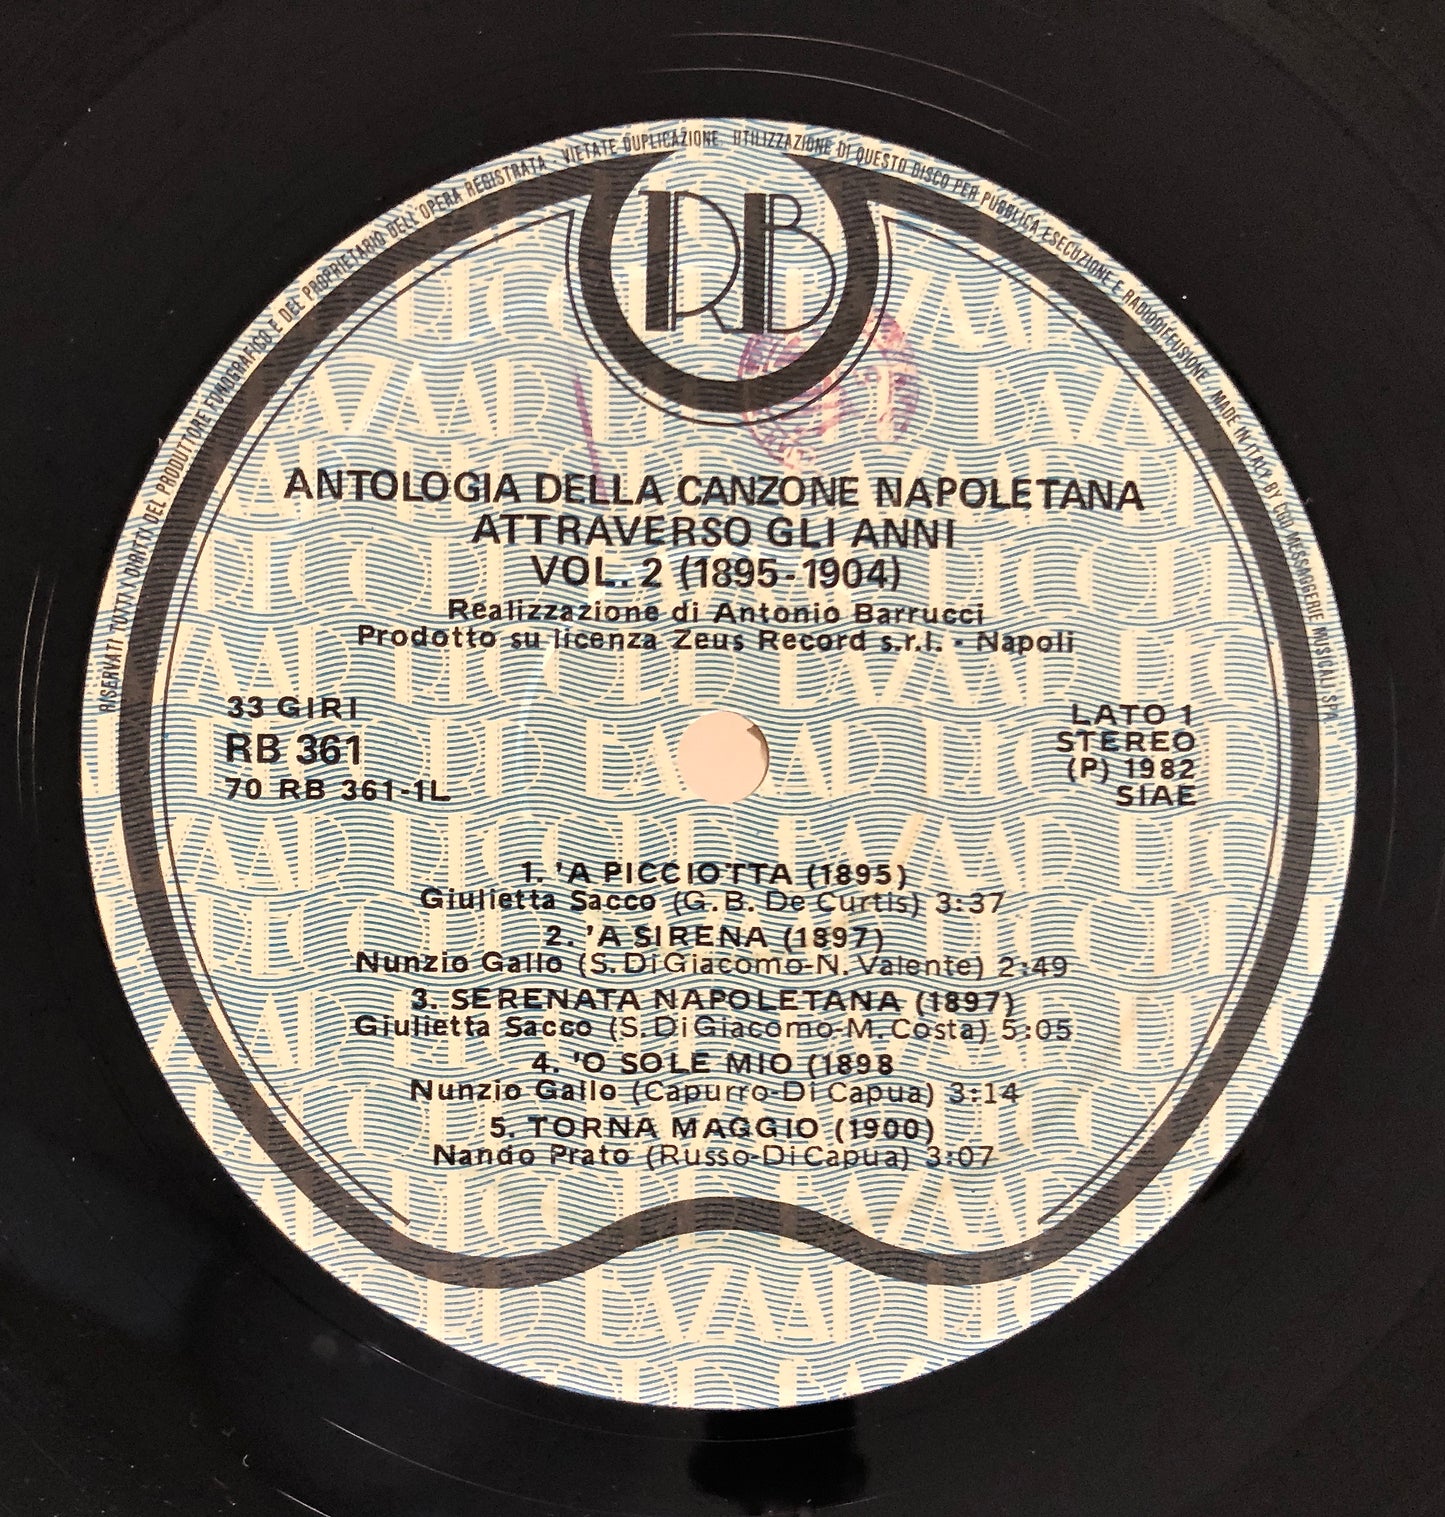 RISERVATI TUTTI I DIRITTI DEL PRODUTTORE FONOGRAFICO E DEL PROPRIETARIO DELL'OPERA REGISTRATA - VIETATE DUPLICAZIONE. UTILIZZAZIONE DI QUESTO DISCO PER PUBBLICA ESECUZIONE E RADIODIFFUSIONE. MADE IN ITALY BY CGD MESSAGGERIE MUSICALI SPA
RB
ANTOLOGIA DELLA CANZONE NAPOLETANA
ATTRAVERSO GLI ANNI
VOL. 2 (1895-1904)
Realizzazione di Antonio Barrucci
Prodotto su licenza Zeus Record s.r.l. - Napoli
33 GIRI
RB 361
70 RB 361-1L
LATO 1
STEREO
(P) 1982
SIAE
1. 'A PICCIOTTA (1895)
Giulietta Sacco (G. B. De Curtis) 3:37
2. 'A SIRENA (1897)
Nunzio Gallo (S. Di Giacomo-N. Valente) 2:49
3. SERENATA NAPOLETANA (1897)
Giulietta Sacco (S. Di Giacomo-M. Costa) 5:05
4. 'O SOLE MIO (1898
Nunzio Gallo (Capurro-Di Capua) 3:14
5. TORNA MAGGIO (1900)
Nando Prato (Russo-Di Capua) 3:07